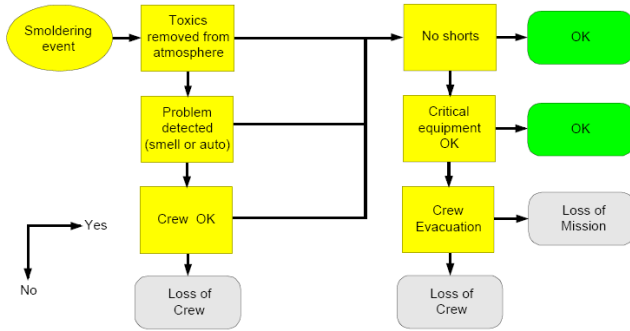 Smoldering
event
Toxics
removed from
atmosphere
No shorts
OK
Problem
detected
(smell or auto)
Critical
equipment
OK
OK
Crew OK
Crew
Evacuation
Loss of
Mission
Yes
No
Loss of
Crew
Loss of
Crew